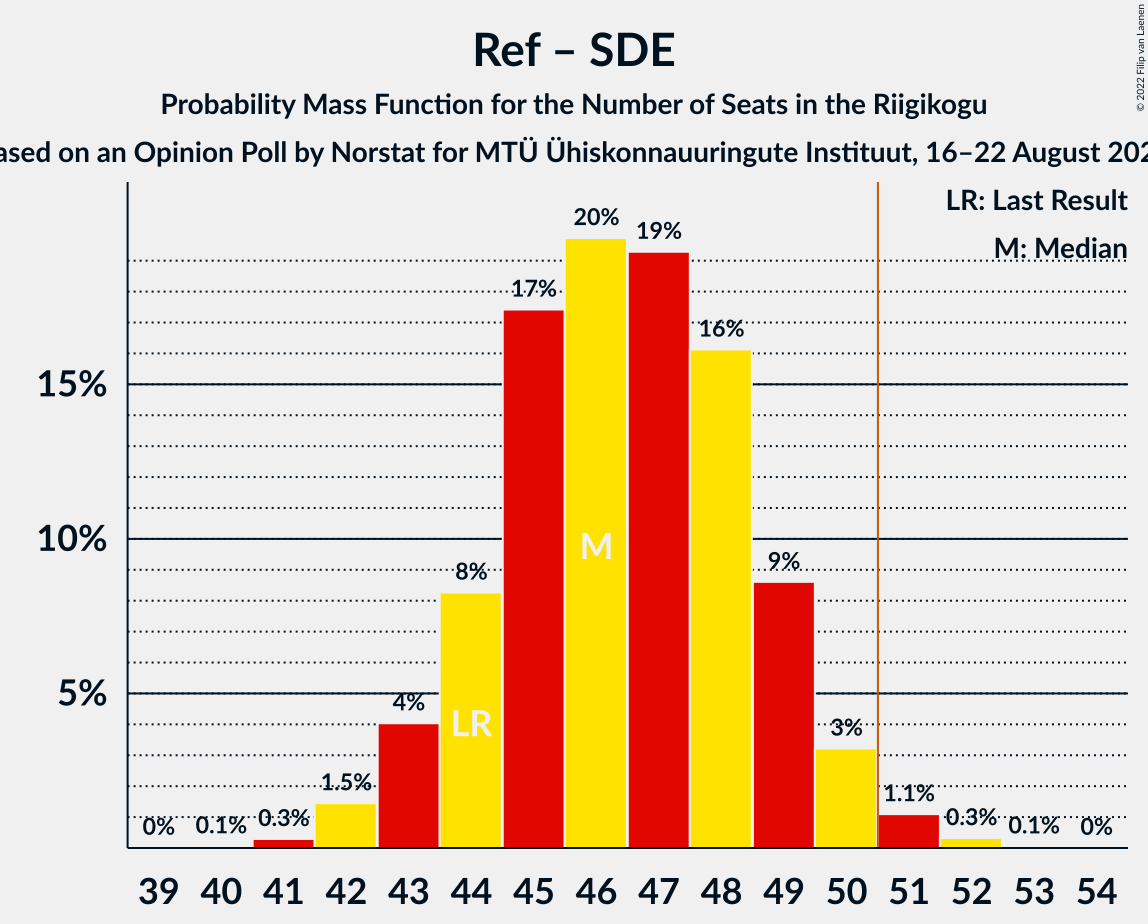 Ref – SDE
Probability Mass Function for the Number of Seats in the Riigikogu
ased on an Opinion Poll by Norstat for MTÜ Ühiskonnauuringute Instituut, 16–22 August 202
© 2022 Filip van Laenen
LR: Last Result
M: Median
20%
19%
17%
16%
15%
10%
M
9%
8%
5%
4%
LR
3%
1.5%
1.1%
0%
0.1%
0.3%
0.3%
0.1%
0%
39 40 41 42 43 44 45 46 47 48 49 50 51 52 53 54